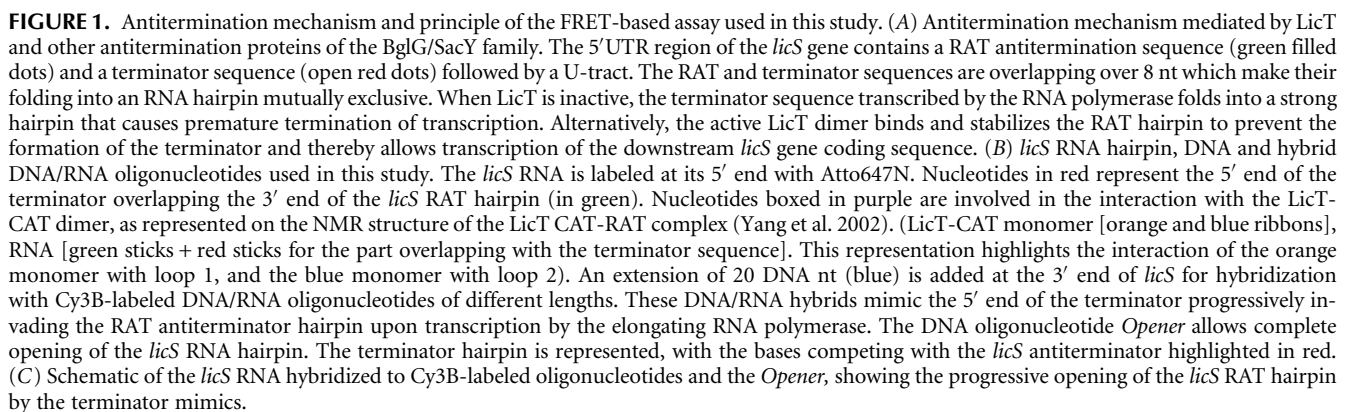 FIGURE 1. Antitermination mechanism and principle of the FRET-based assay used in this study. (A) Antitermination mechanism mediated by LicT
and other antitermination proteins of the BglG/SacY family. The 5′UTR region of the licS gene contains a RAT antitermination sequence (green filled
dots) and a terminator sequence (open red dots) followed by a U-tract. The RAT and terminator sequences are overlapping over 8 nt which make their
folding into an RNA hairpin mutually exclusive. When LicT is inactive, the terminator sequence transcribed by the RNA polymerase folds into a strong
hairpin that causes premature termination of transcription. Alternatively, the active LicT dimer binds and stabilizes the RAT hairpin to prevent the
formation of the terminator and thereby allows transcription of the downstream licS gene coding sequence. (B) licS RNA hairpin, DNA and hybrid
DNA/RNA oligonucleotides used in this study. The licS RNA is labeled at its 5′ end with Atto647N. Nucleotides in red represent the 5′ end of the
terminator overlapping the 3′ end of the licS RAT hairpin (in green). Nucleotides boxed in purple are involved in the interaction with the LicT-
CAT dimer, as represented on the NMR structure of the LicT CAT-RAT complex (Yang et al. 2002). (LicT-CAT monomer [orange and blue ribbons],
RNA [green sticks + red sticks for the part overlapping with the terminator sequence]. This representation highlights the interaction of the orange
monomer with loop 1, and the blue monomer with loop 2). An extension of 20 DNA nt (blue) is added at the 3′ end of licS for hybridization
with Cy3B-labeled DNA/RNA oligonucleotides of different lengths. These DNA/RNA hybrids mimic the 5′ end of the terminator progressively in-
vading the RAT antiterminator hairpin upon transcription by the elongating RNA polymerase. The DNA oligonucleotide Opener allows complete
opening of the licS RNA hairpin. The terminator hairpin is represented, with the bases competing with the licS antiterminator highlighted in red.
(C) Schematic of the licS RNA hybridized to Cy3B-labeled oligonucleotides and the Opener, showing the progressive opening of the licS RAT hairpin
by the terminator mimics.